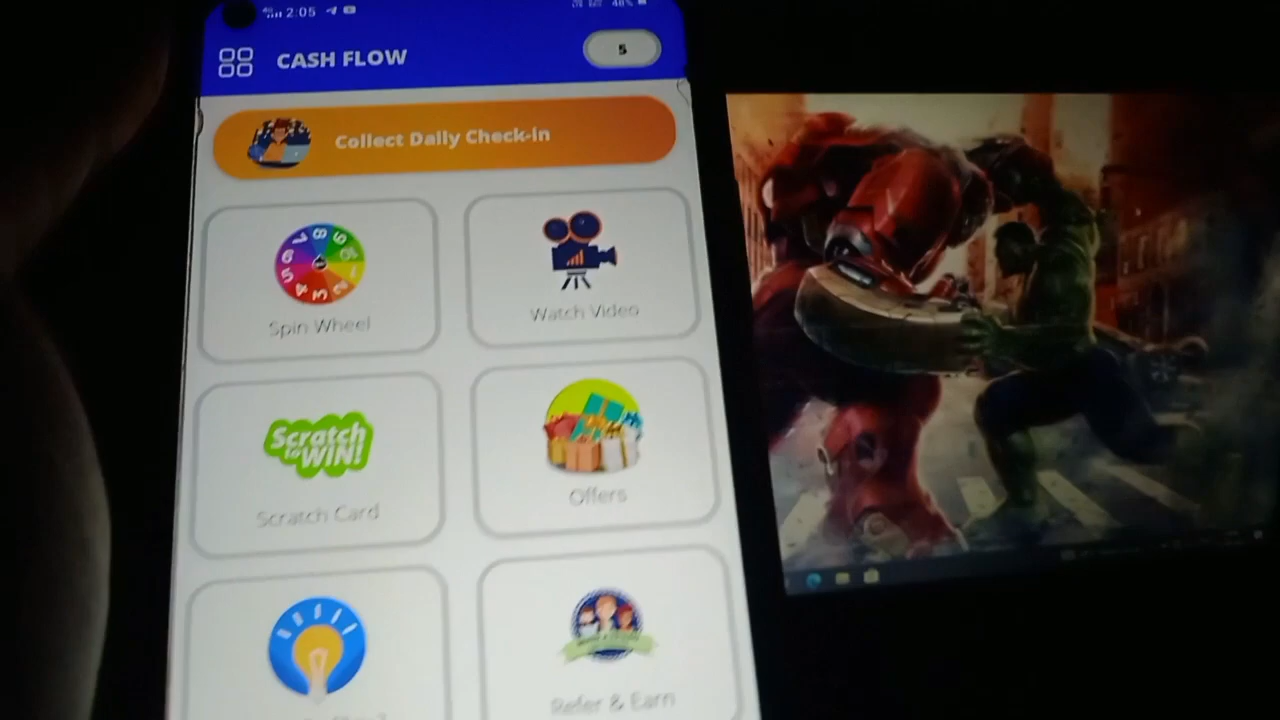 2:05
46%
CASH FLOW
5
Collect Daily Check-in
Spin Wheel
Watch Video
Scratch
to
WIN!
Scratch Card
Offers
Refer & Earn